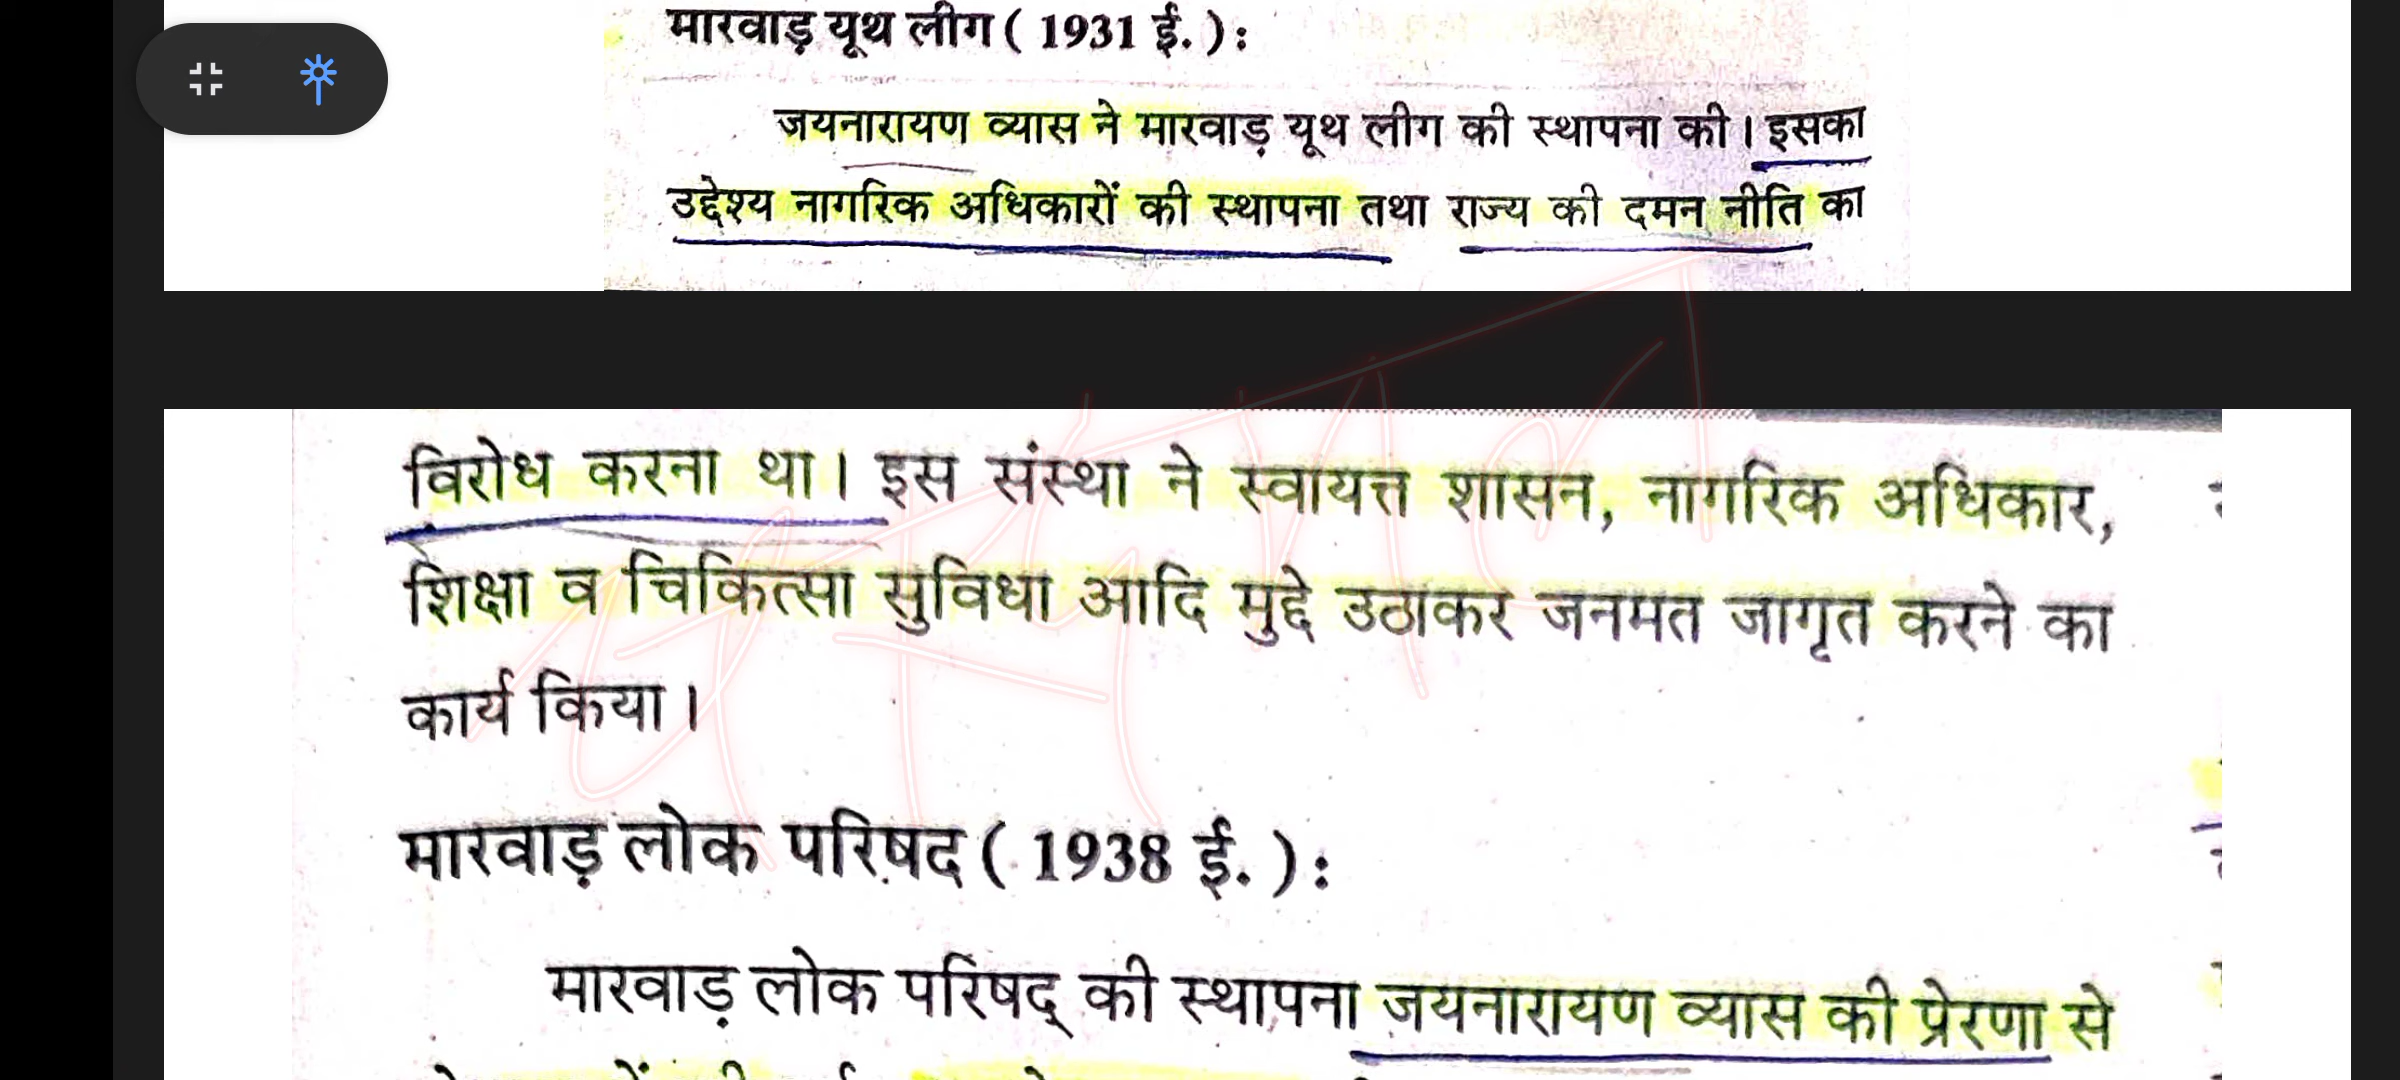 मारवाड़ यूथ लीग ( 1931 ई. ) :
जयनारायण व्यास ने मारवाड़ यूथ लीग की स्थापना की। इसका
उद्देश्य नागरिक अधिकारों की स्थापना तथा राज्य की दमन नीति का
विरोध करना था। इस संस्था ने स्वायत्त शासन, नागरिक अधिकार,
शिक्षा व चिकित्सा सुविधा आदि मुद्दे उठाकर जनमत जागृत करने का
कार्य किया।
मारवाड़ लोक परिषद ( 1938 ई. ) :
मारवाड़ लोक परिषद् की स्थापना जयनारायण व्यास की प्रेरणा से